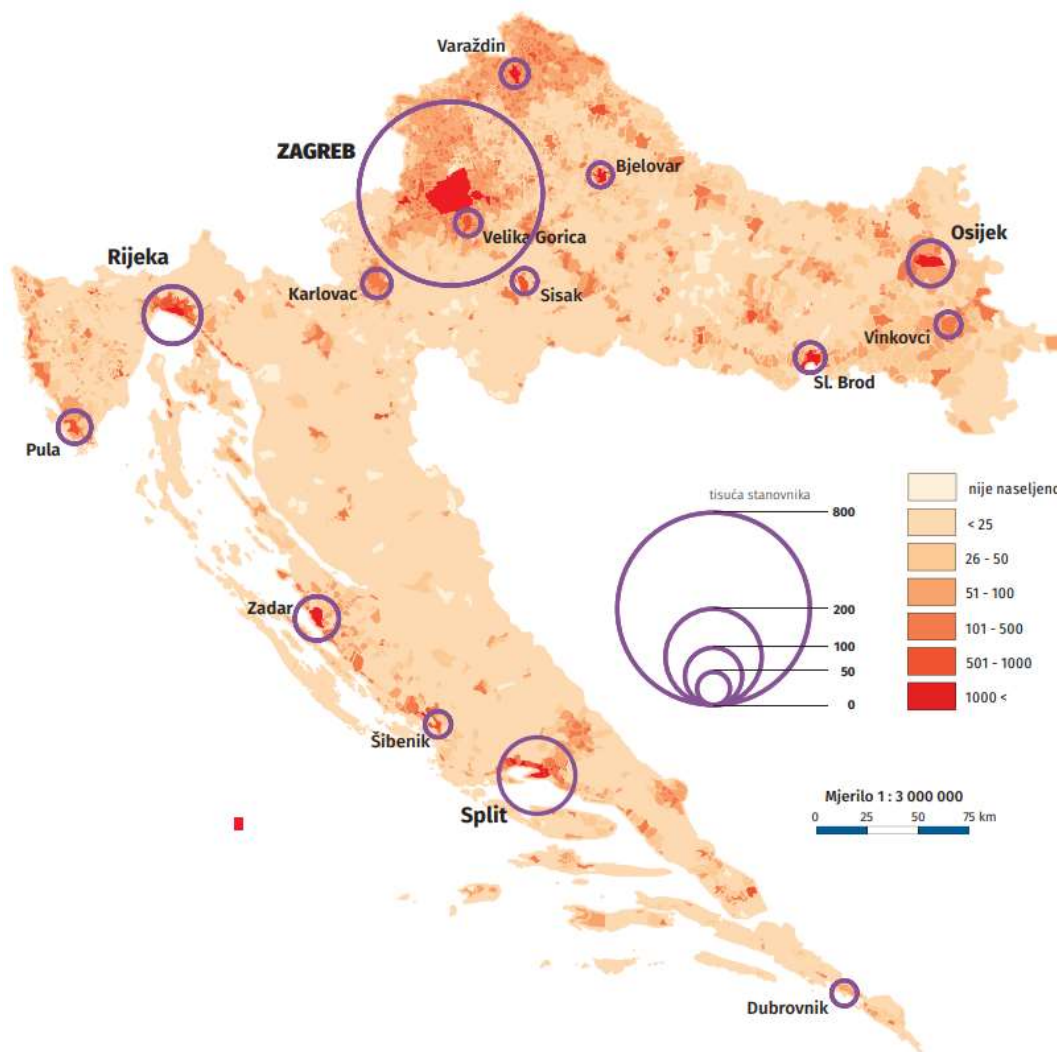 Varaždin
ZAGREB
Bjelovar
Velika Gorica
Osijek
Rijeka
Karlovac
Sisak
Vinkovci
Sl. Brod
Pula
tisuća stanovnika
800
200
100
50
0
nije naseljeno
< 25
26 - 50
51 - 100
101 - 500
501 - 1000
1000 <
Zadar
Šibenik
Split
Mjerilo 1 : 3 000 000
0 25 50 75 km
Dubrovnik